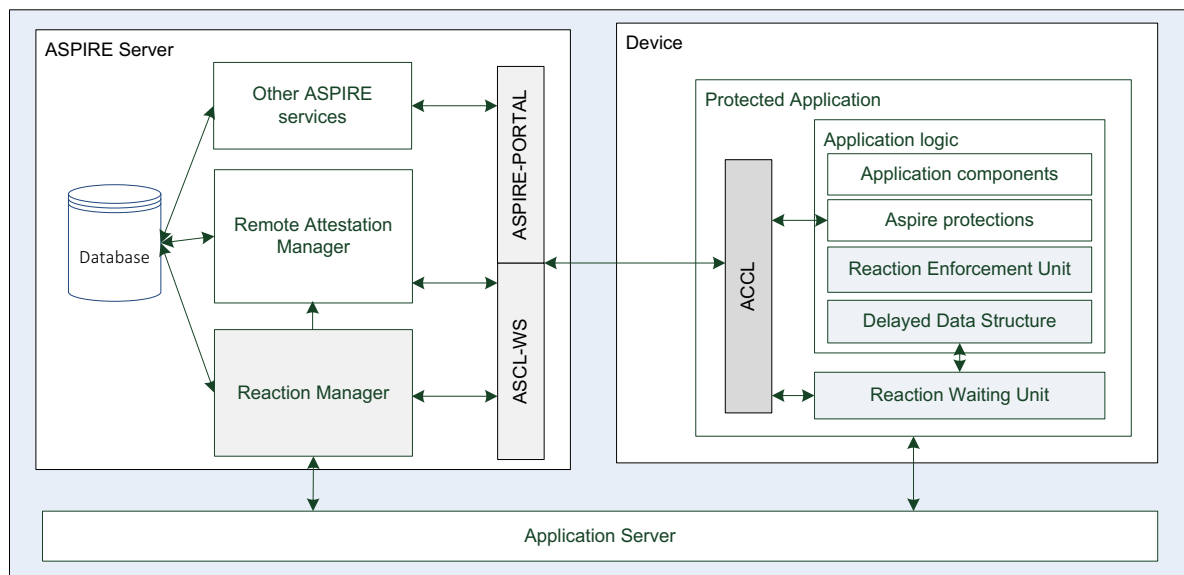 ASPIRE Server
Other ASPIRE
services
Remote Attestation
Manager
Database
Reaction Manager
ASPIRE-PORTAL
ASCL-WS
Device
Protected Application
ACCL
Application logic
Application components
Aspire protections
Reaction Enforcement Unit
Delayed Data Structure
Reaction Waiting Unit
Application Server